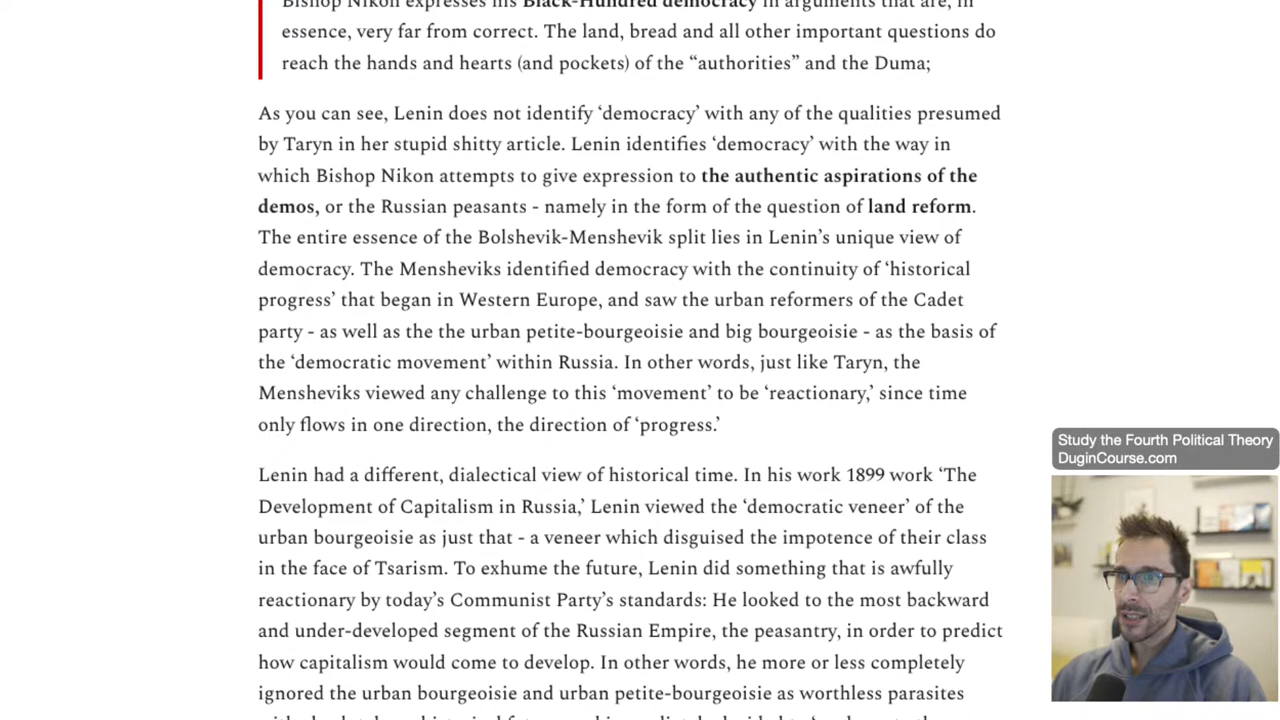 Bishop Nikon expresses his Black-Hundred democracy in arguments that are, in
essence, very far from correct. The land, bread and all other important questions do
reach the hands and hearts (and pockets) of the “authorities” and the Duma;
As you can see, Lenin does not identify ‘democracy’ with any of the qualities presumed
by Taryn in her stupid shitty article. Lenin identifies ‘democracy’ with the way in
which Bishop Nikon attempts to give expression to the authentic aspirations of the
demos, or the Russian peasants - namely in the form of the question of land reform.
The entire essence of the Bolshevik-Menshevik split lies in Lenin’s unique view of
democracy. The Mensheviks identified democracy with the continuity of ‘historical
progress’ that began in Western Europe, and saw the urban reformers of the Cadet
party - as well as the the urban petite-bourgeoisie and big bourgeoisie - as the basis of
the ‘democratic movement’ within Russia. In other words, just like Taryn, the
Mensheviks viewed any challenge to this ‘movement’ to be ‘reactionary,’ since time
only flows in one direction, the direction of ‘progress.’
Lenin had a different, dialectical view of historical time. In his work 1899 work ‘The
Development of Capitalism in Russia,’ Lenin viewed the ‘democratic veneer’ of the
urban bourgeoisie as just that - a veneer which disguised the impotence of their class
in the face of Tsarism. To exhume the future, Lenin did something that is awfully
reactionary by today’s Communist Party’s standards: He looked to the most backward
and under-developed segment of the Russian Empire, the peasantry, in order to predict
how capitalism would come to develop. In other words, he more or less completely
ignored the urban bourgeoisie and urban petite-bourgeoisie as worthless parasites
Study the Fourth Political Theory
DuginCourse.com